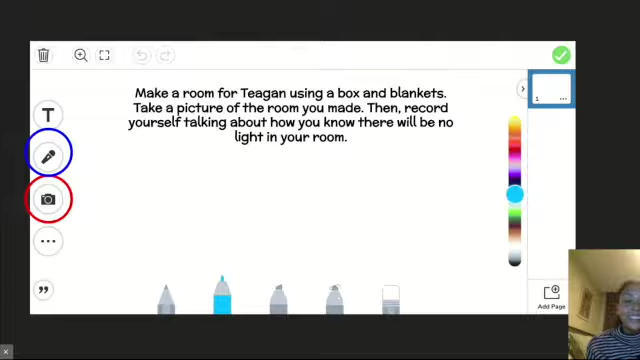 Make a room for Teagan using a box and blankets.
Take a picture of the room you made. Then, record
yourself talking about how you know there will be no
light in your room.
T
1
Add Page